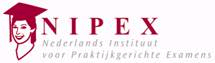 NIPEX
Nederlands Instituut
voor Praktijkgerichte Examens